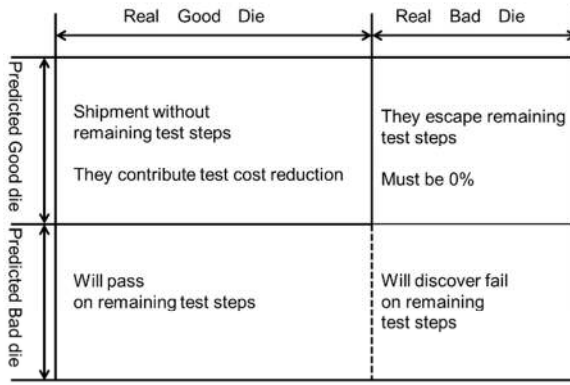 Real Good Die
Real Bad Die
Predicted Good die
Shipment without
remaining test steps
They contribute test cost reduction
They escape remaining
test steps
Must be 0%
Predicted Bad die
Will pass
on remaining test steps
Will discover fail
on remaining
test steps